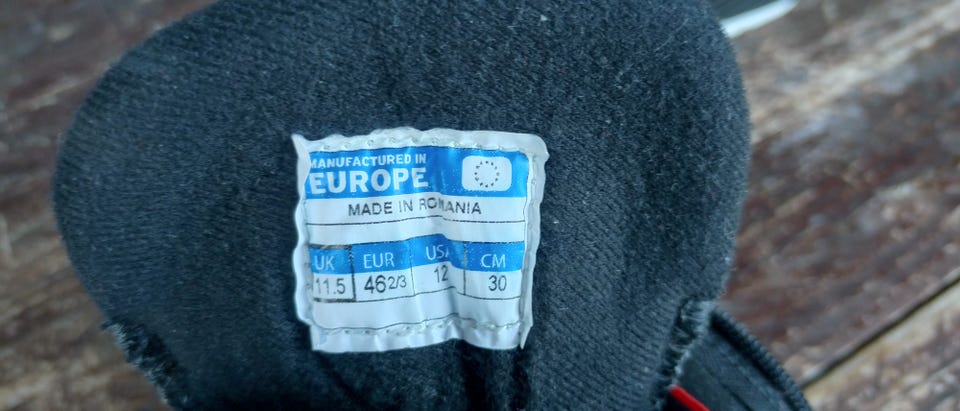 MANUFACTURED IN
EUROPE
MADE IN ROMANIA
UK EUR USA CM
11.5 46 2/3 12 30